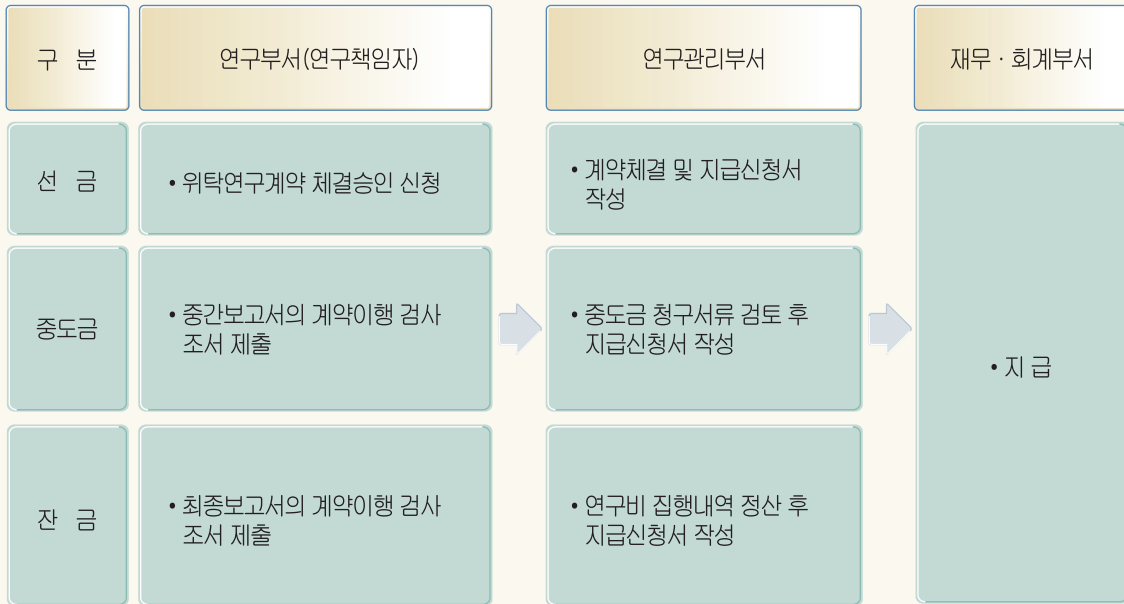 구 분
연구부서(연구책임자)
연구관리부서
재무 · 회계부서
선 금
• 위탁연구계약 체결승인 신청
• 계약체결 및 지급신청서
작성
중도금
• 중간보고서의 계약이행 검사
조서 제출
• 중도금 청구서류 검토 후
지급신청서 작성
• 지 급
잔 금
• 최종보고서의 계약이행 검사
조서 제출
• 연구비 집행내역 정산 후
지급신청서 작성